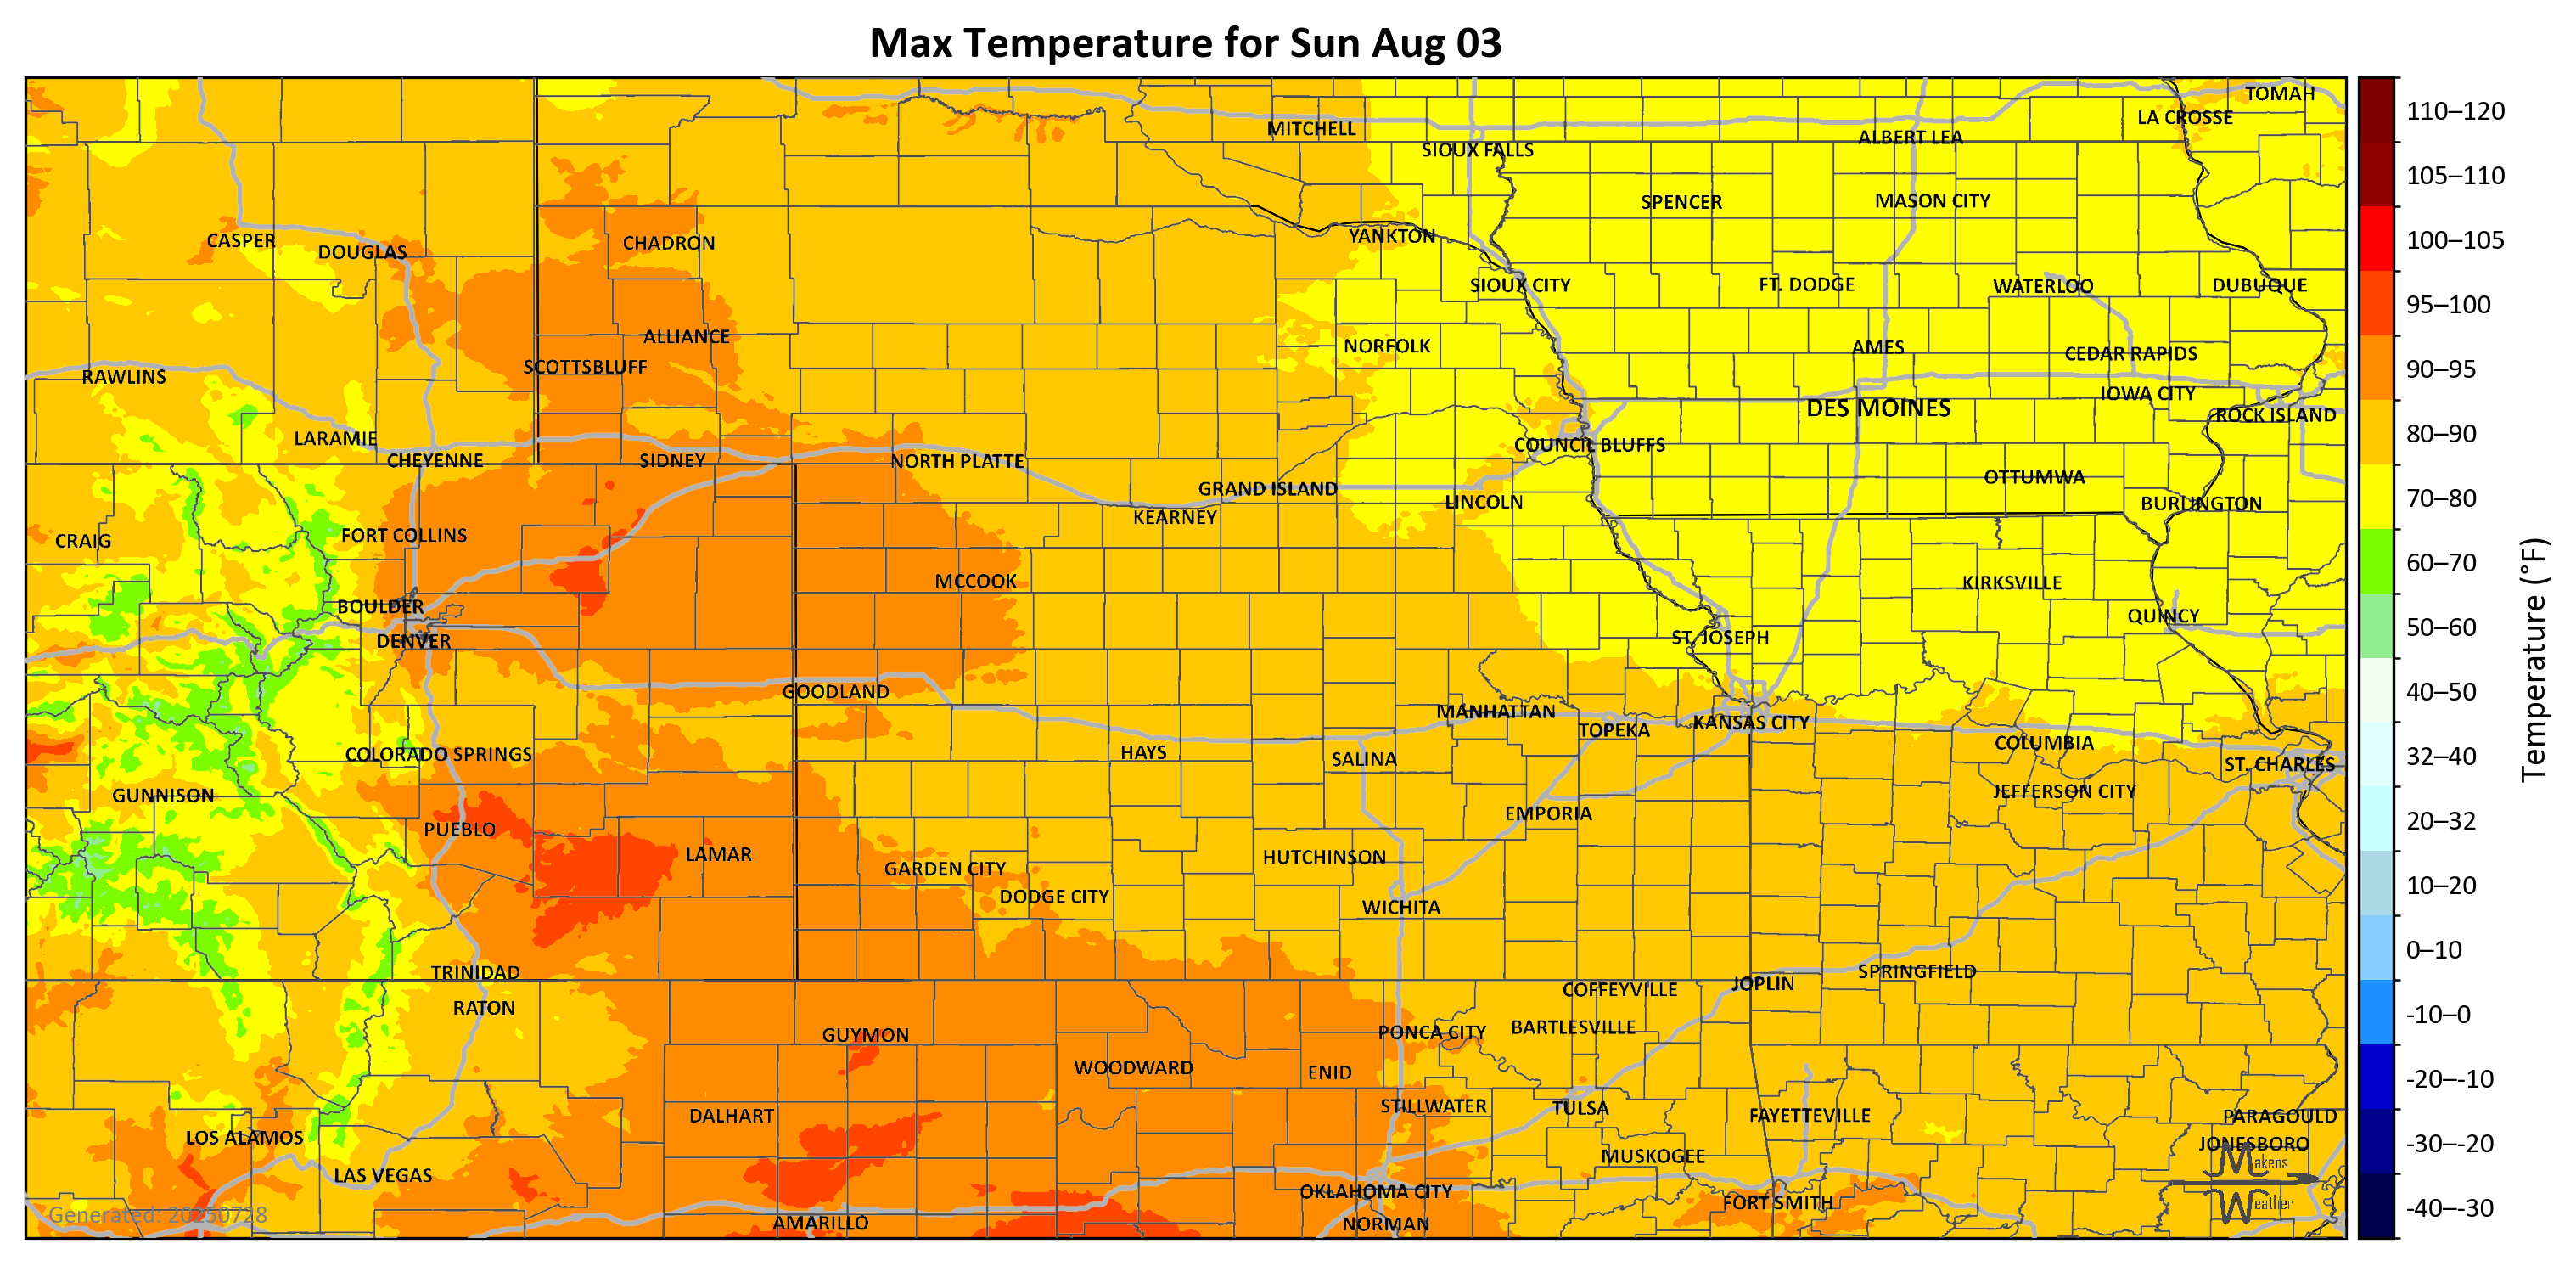 Max Temperature for Sun Aug 03
TOMAH
LA CROSSE
MITCHELL
ALBERT LEA
SIOUX FALLS
SPENCER
MASON CITY
CASPER
DOUGLAS
CHADRON
YANKTON
SIOUX CITY
FT. DODGE
WATERLOO
DUBUQUE
ALLIANCE
NORFOLK
AMES
CEDAR RAPIDS
SCOTTSBLUFF
RAWLINS
IOWA CITY
DES MOINES
ROCK ISLAND
LARAMIE
COUNCIL BLUFFS
CHEYENNE
SIDNEY
NORTH PLATTE
OTTUMWA
GRAND ISLAND
LINCOLN
BURLINGTON
KEARNEY
CRAIG
FORT COLLINS
MCCOOK
KIRKSVILLE
BOULDER
QUINCY
DENVER
ST. JOSEPH
GOODLAND
MANHATTAN
TOPEKA
KANSAS CITY
COLUMBIA
COLORADO SPRINGS
HAYS
SALINA
ST. CHARLES
GUNNISON
JEFFERSON CITY
EMPORIA
PUEBLO
LAMAR
HUTCHINSON
GARDEN CITY
DODGE CITY
WICHITA
TRINIDAD
SPRINGFIELD
JOPLIN
COFFEYVILLE
RATON
GUYMON
PONCA CITY
BARTLESVILLE
WOODWARD
ENID
STILLWATER
TULSA
DALHART
FAYETTEVILLE
PARAGOULD
LOS ALAMOS
JONESBORO
MUSKOGEE
LAS VEGAS
OKLAHOMA CITY
FORT SMITH
AMARILLO
NORMAN
Generated: 20250728
Makens
Weather
110–120
105–110
100–105
95–100
90–95
80–90
70–80
60–70
50–60
40–50
32–40
20–32
10–20
0–10
-10–0
-20–-10
-30–-20
-40–-30
Temperature (°F)